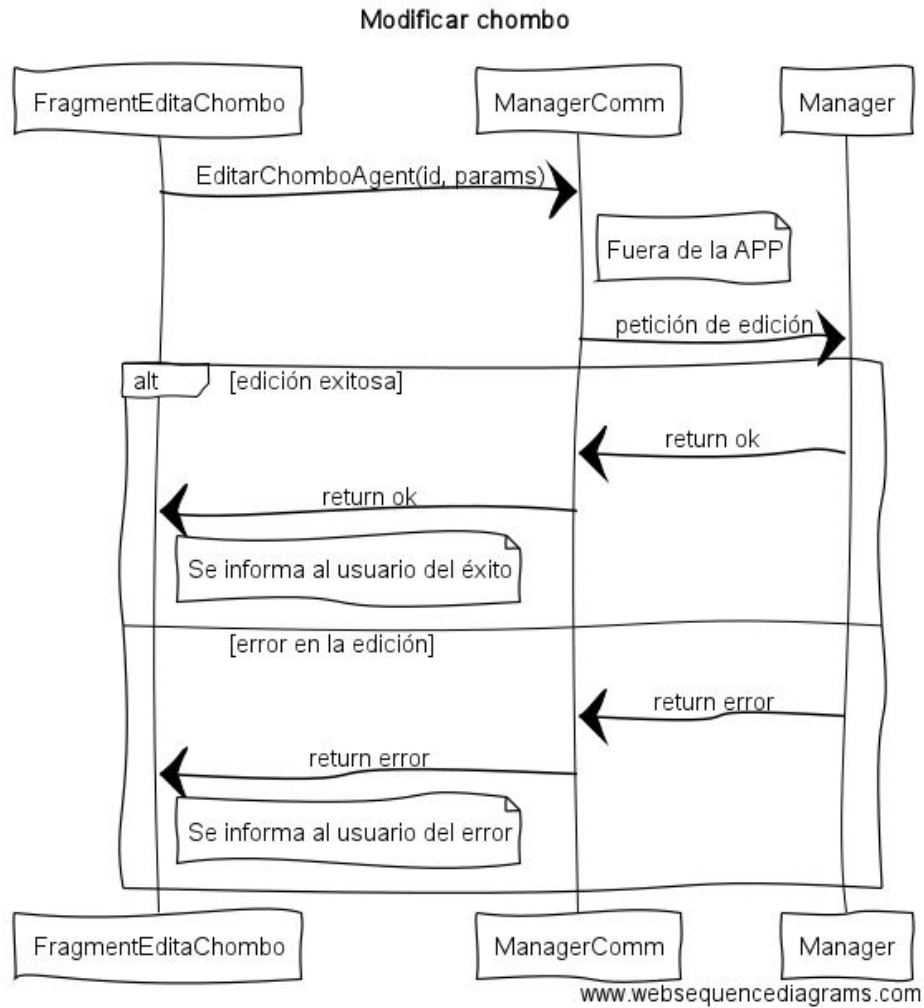 Modificar chombo
FragmentEditaChombo
ManagerComm
Manager
EditarChomboAgent(id, params)
Fuera de la APP
petición de edición
alt
[edición exitosa]
return ok
return ok
Se informa al usuario del éxito
[error en la edición]
return error
return error
Se informa al usuario del error
FragmentEditaChombo
ManagerComm
Manager
www.websequencediagrams.com